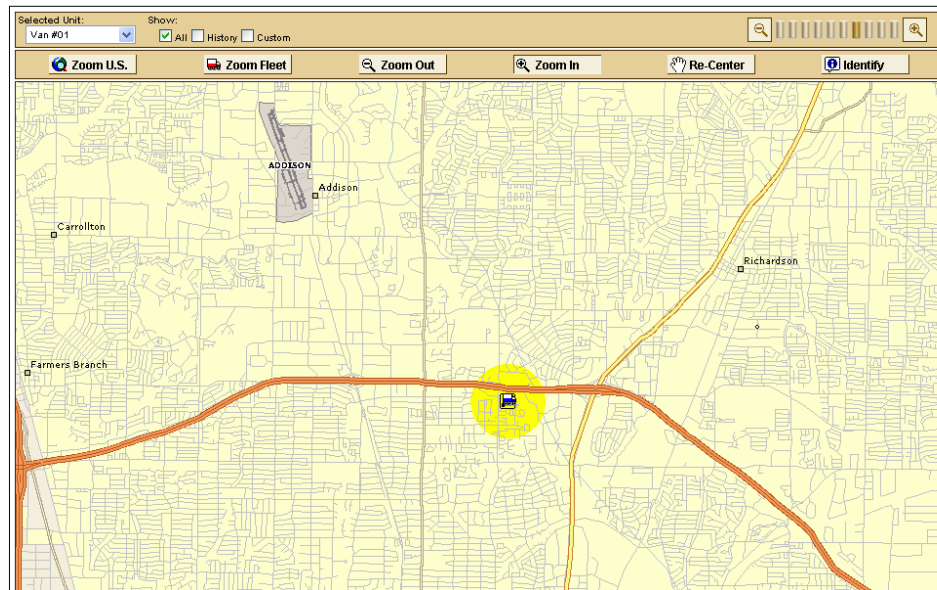 Selected Unit:
Show:
Van #01
All
History
Custom
Zoom U.S.
Zoom Fleet
Zoom Out
Zoom In
Re-Center
Identify
ADDISON
Addison
Carrollton
Richardson
Farmers Branch